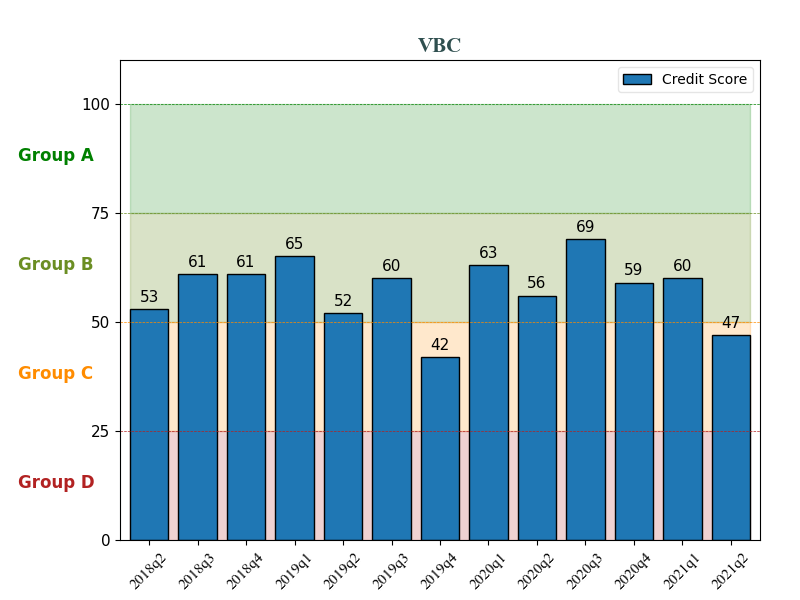 VBC
Credit Score
100
Group A
75
Group B
50
Group C
25
Group D
0
53
61
61
65
52
60
42
63
56
69
59
60
47
2018q2
2018q3
2018q4
2019q1
2019q2
2019q3
2019q4
2020q1
2020q2
2020q3
2020q4
2021q1
2021q2